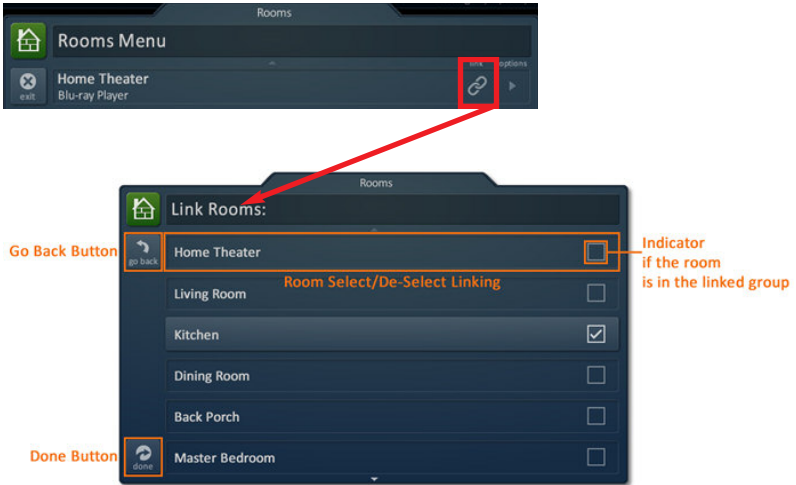 Rooms
Rooms Menu
link options
Home Theater
Blu-ray Player
exit
Rooms
Link Rooms:
Go Back Button
go back
Home Theater
Indicator
if the room
is in the linked group
Room Select/De-Select Linking
Living Room
Kitchen
Dining Room
Back Porch
Done Button
done
Master Bedroom